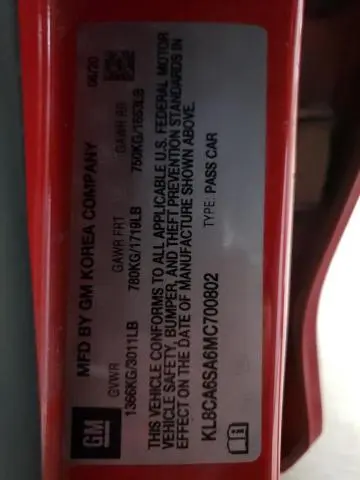 GM
MFD BY GM KOREA COMPANY
06/20
GVWR GAWR FRT GAWR RR
1366KG/3011LB 780KG/1719LB 750KG/1653LB
THIS VEHICLE CONFORMS TO ALL APPLICABLE U.S. FEDERAL MOTOR
VEHICLE SAFETY, BUMPER, AND THEFT PREVENTION STANDARDS IN
EFFECT ON THE DATE OF MANUFACTURE SHOWN ABOVE.
KL8CA6SA6MC700802 TYPE: PASS CAR